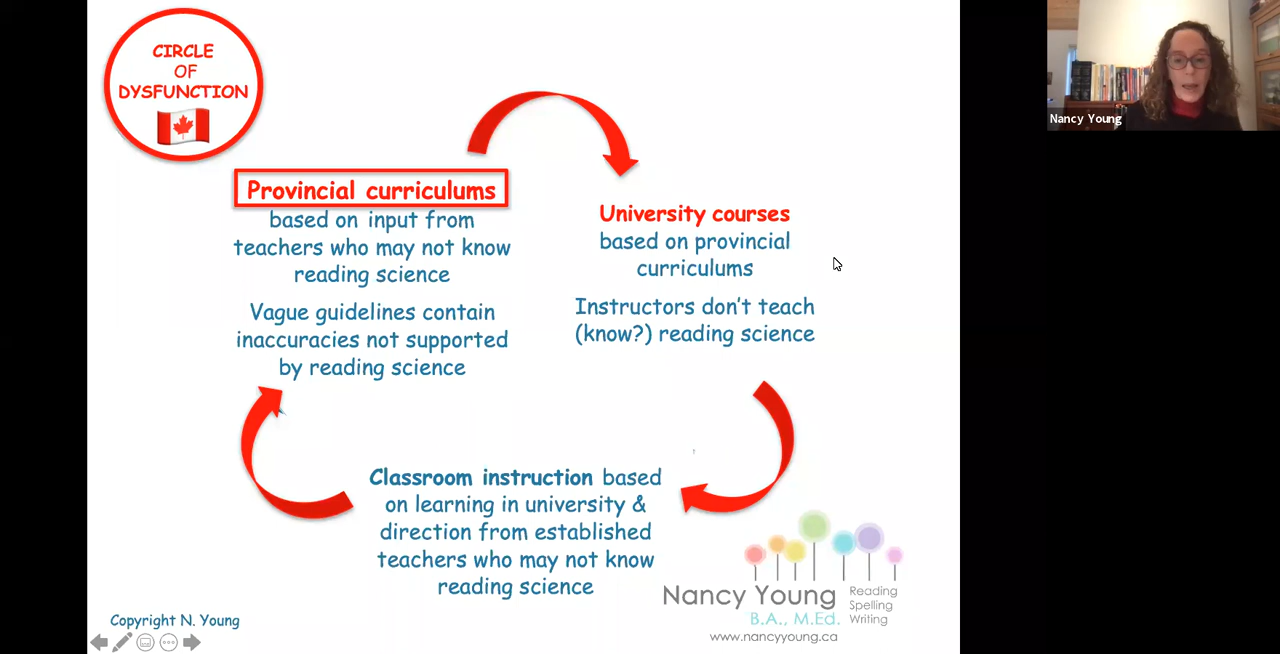 CIRCLE
OF
DYSFUNCTION
Provincial curriculums
based on input from
teachers who may not know
reading science
Vague guidelines contain
inaccuracies not supported
by reading science
University courses
based on provincial
curriculums
Instructors don't teach
(know?) reading science
Classroom instruction based
on learning in university &
direction from established
teachers who may not know
reading science
Nancy Young
B.A., M.Ed.
Reading
Spelling
Writing
www.nancyyoung.ca
Copyright N. Young
Nancy Young